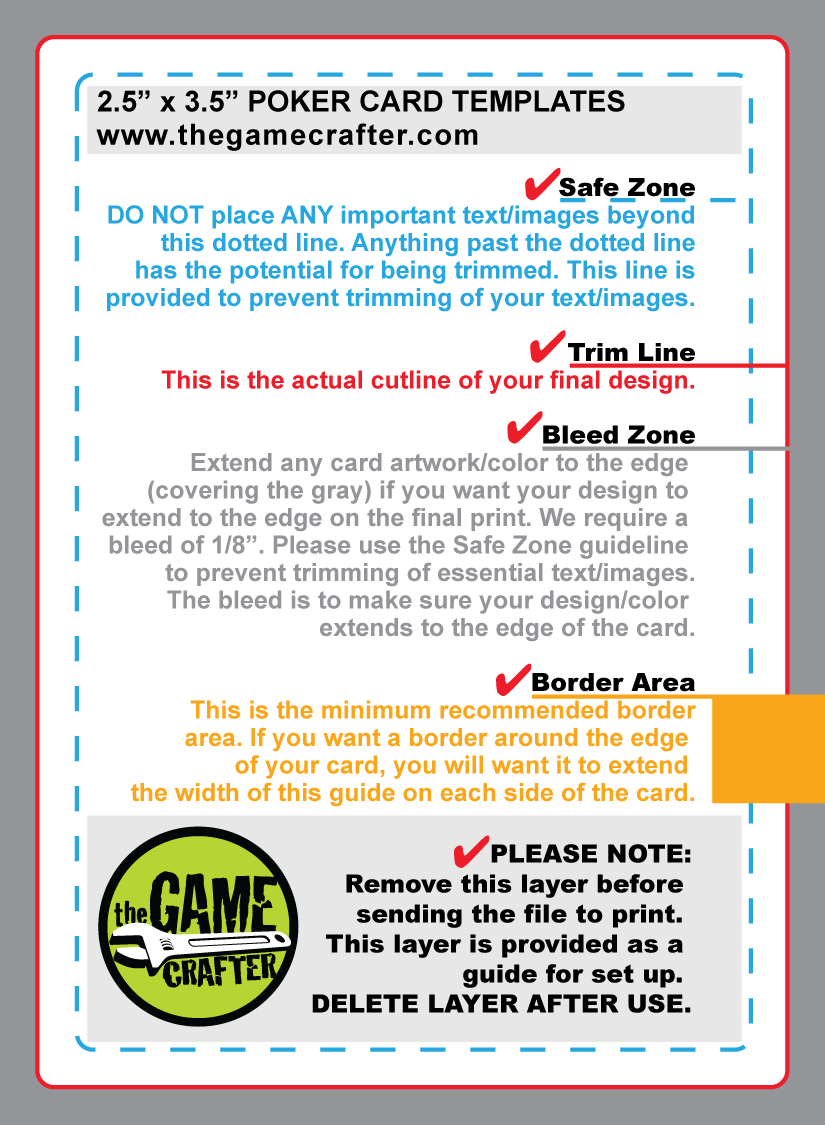 2.5” x 3.5” POKER CARD TEMPLATES
www.thegamecrafter.com
Safe Zone
DO NOT place ANY important text/images beyond
this dotted line. Anything past the dotted line
has the potential for being trimmed. This line is
provided to prevent trimming of your text/images.
Trim Line
This is the actual cutline of your final design.
Bleed Zone
Extend any card artwork/color to the edge
(covering the gray) if you want your design to
extend to the edge on the final print. We require a
bleed of 1/8”. Please use the Safe Zone guideline
to prevent trimming of essential text/images.
The bleed is to make sure your design/color
extends to the edge of the card.
Border Area
This is the minimum recommended border
area. If you want a border around the edge
of your card, you will want it to extend
the width of this guide on each side of the card.
the GAME
CRAFTER
PLEASE NOTE:
Remove this layer before
sending the file to print.
This layer is provided as a
guide for set up.
DELETE LAYER AFTER USE.